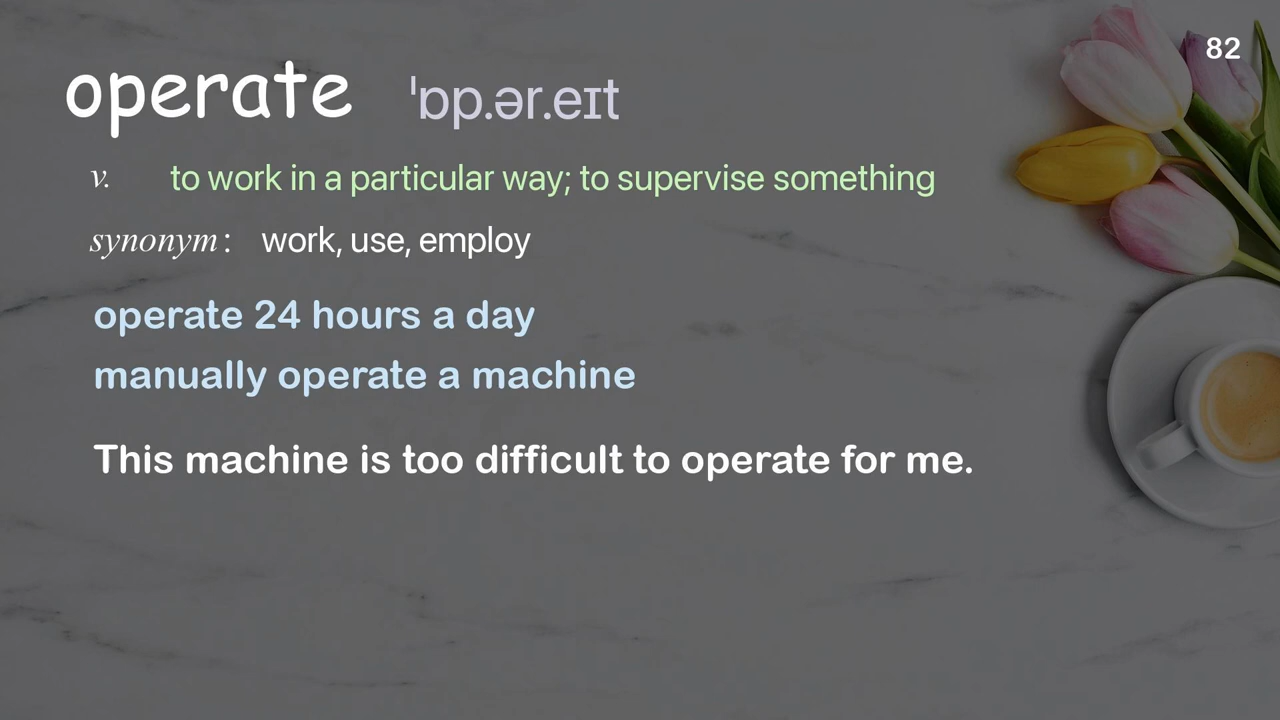 82
operate ˈɒp.ər.eɪt
v. to work in a particular way; to supervise something
synonym: work, use, employ
operate 24 hours a day
manually operate a machine
This machine is too difficult to operate for me.